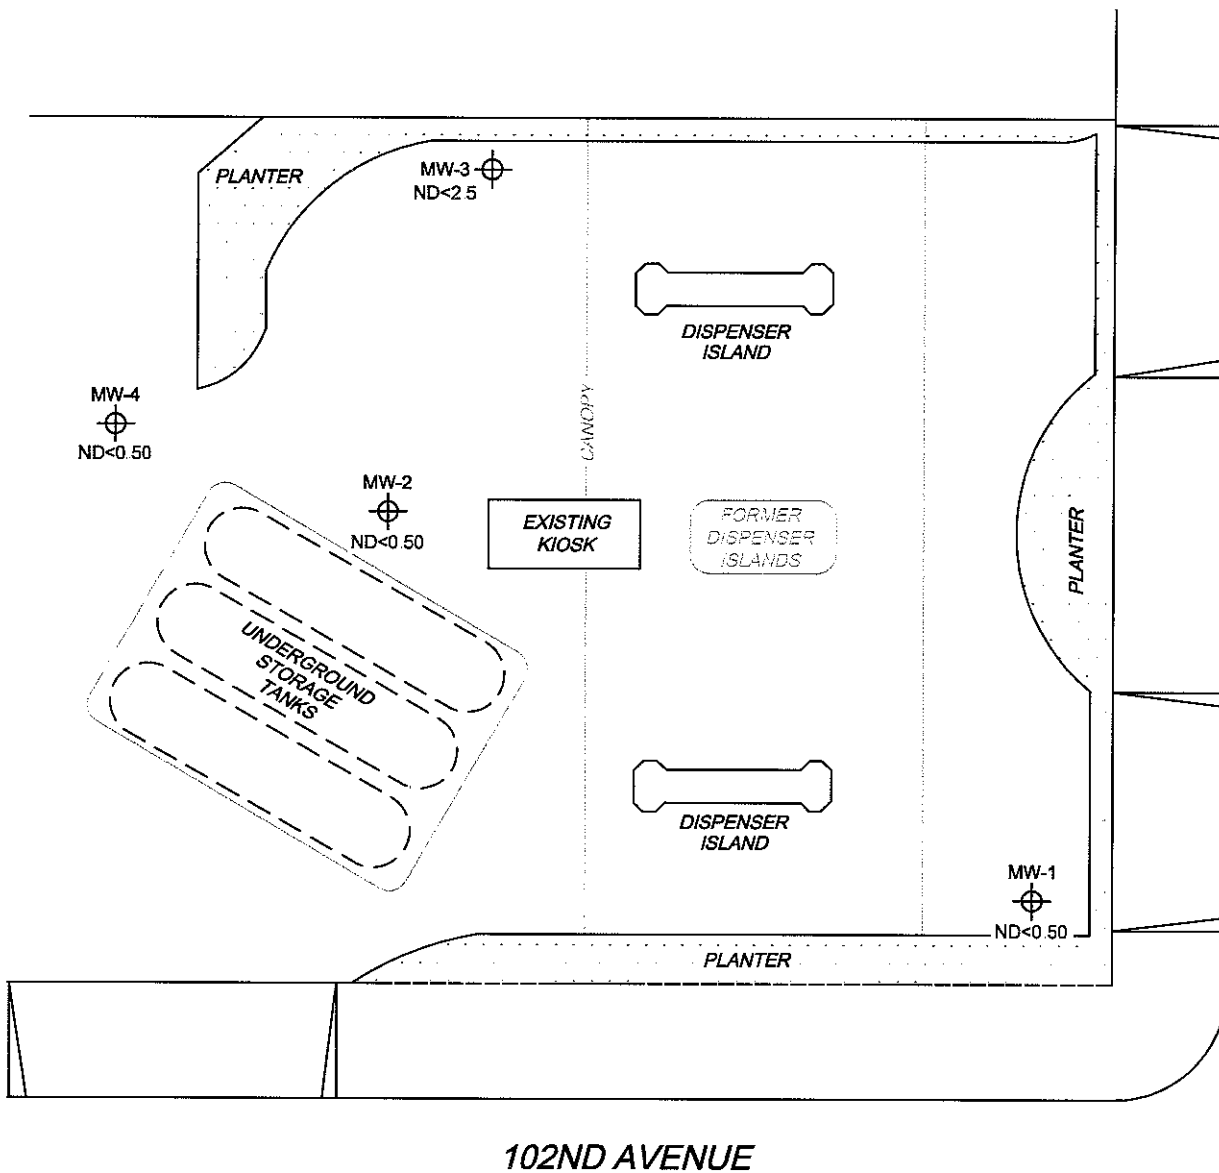 PLANTER
MW-3
ND<2.5
DISPENSER
ISLAND
MW-4
ND<0.50
CANOPY
MW-2
ND<0.50
EXISTING
KIOSK
FORMER
DISPENSER
ISLANDS
PLANTER
UNDERGROUND
STORAGE
TANKS
DISPENSER
ISLAND
MW-1
ND<0.50
PLANTER
102ND AVENUE